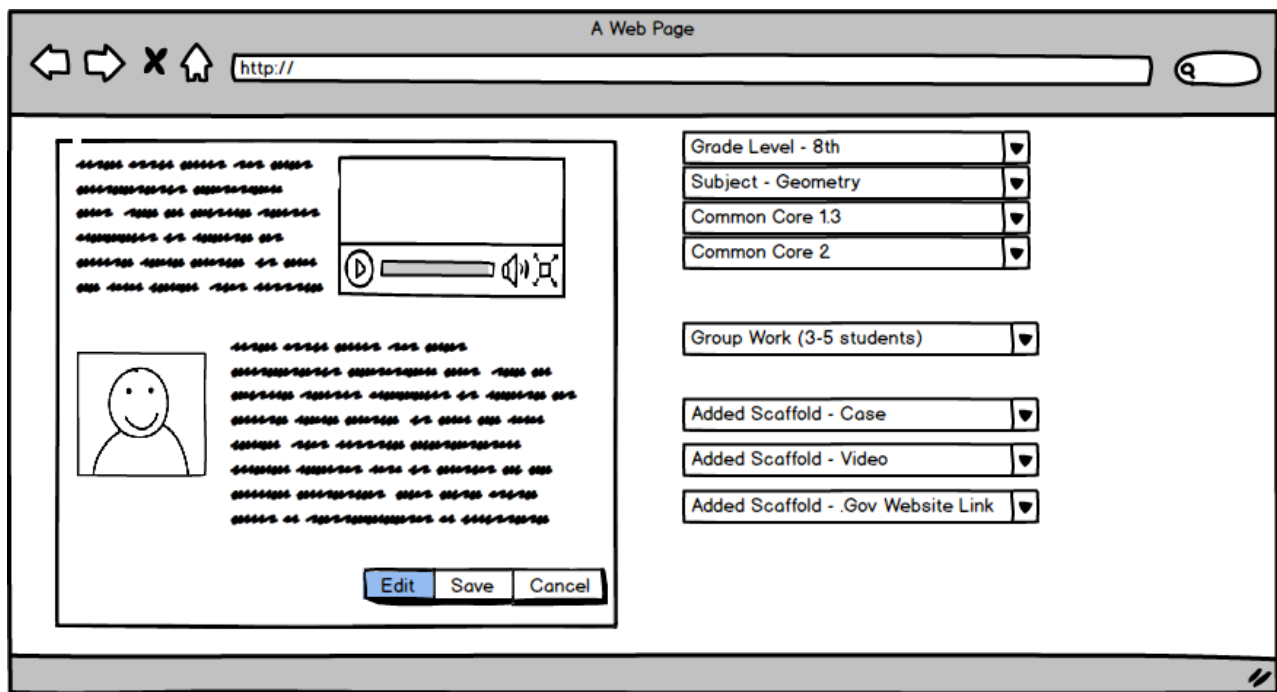 A Web Page
http://
Grade Level - 8th
Subject - Geometry
Common Core 1.3
Common Core 2
Group Work (3-5 students)
Added Scaffold - Case
Added Scaffold - Video
Added Scaffold - .Gov Website Link
Edit Save Cancel